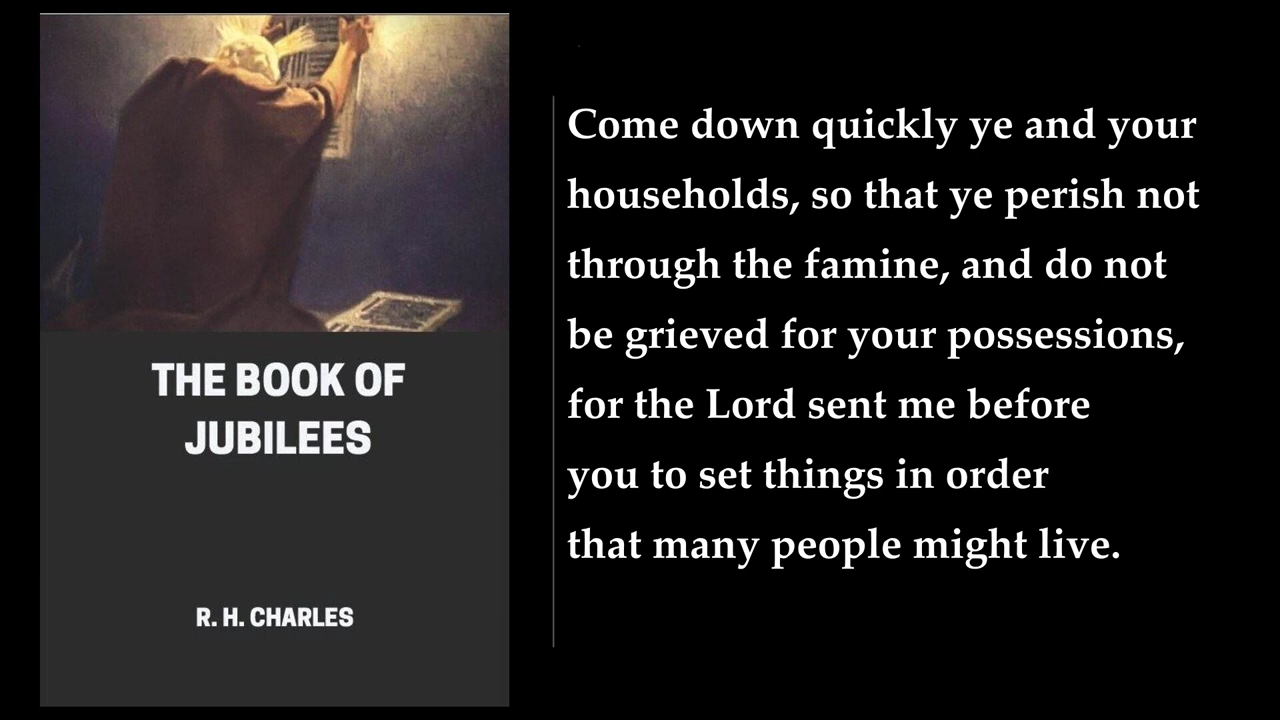 THE BOOK OF
JUBILEES
R. H. CHARLES
Come down quickly ye and your
households, so that ye perish not
through the famine, and do not
be grieved for your possessions,
for the Lord sent me before
you to set things in order
that many people might live.